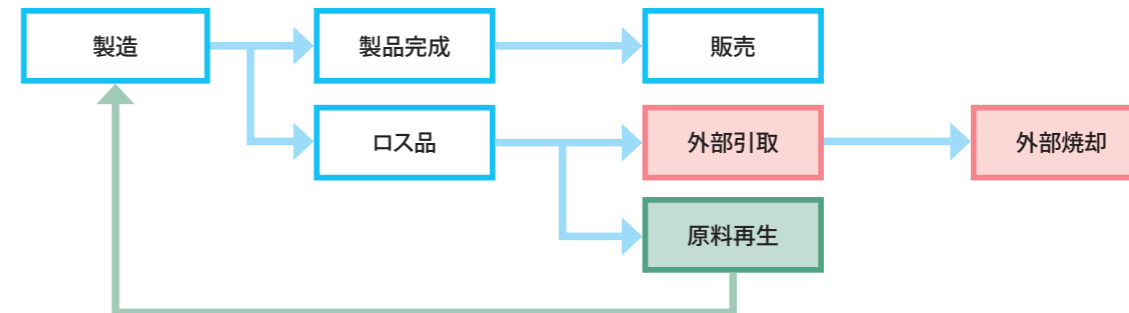 製造
製品完成
販売
ロス品
外部引取
外部焼却
原料再生